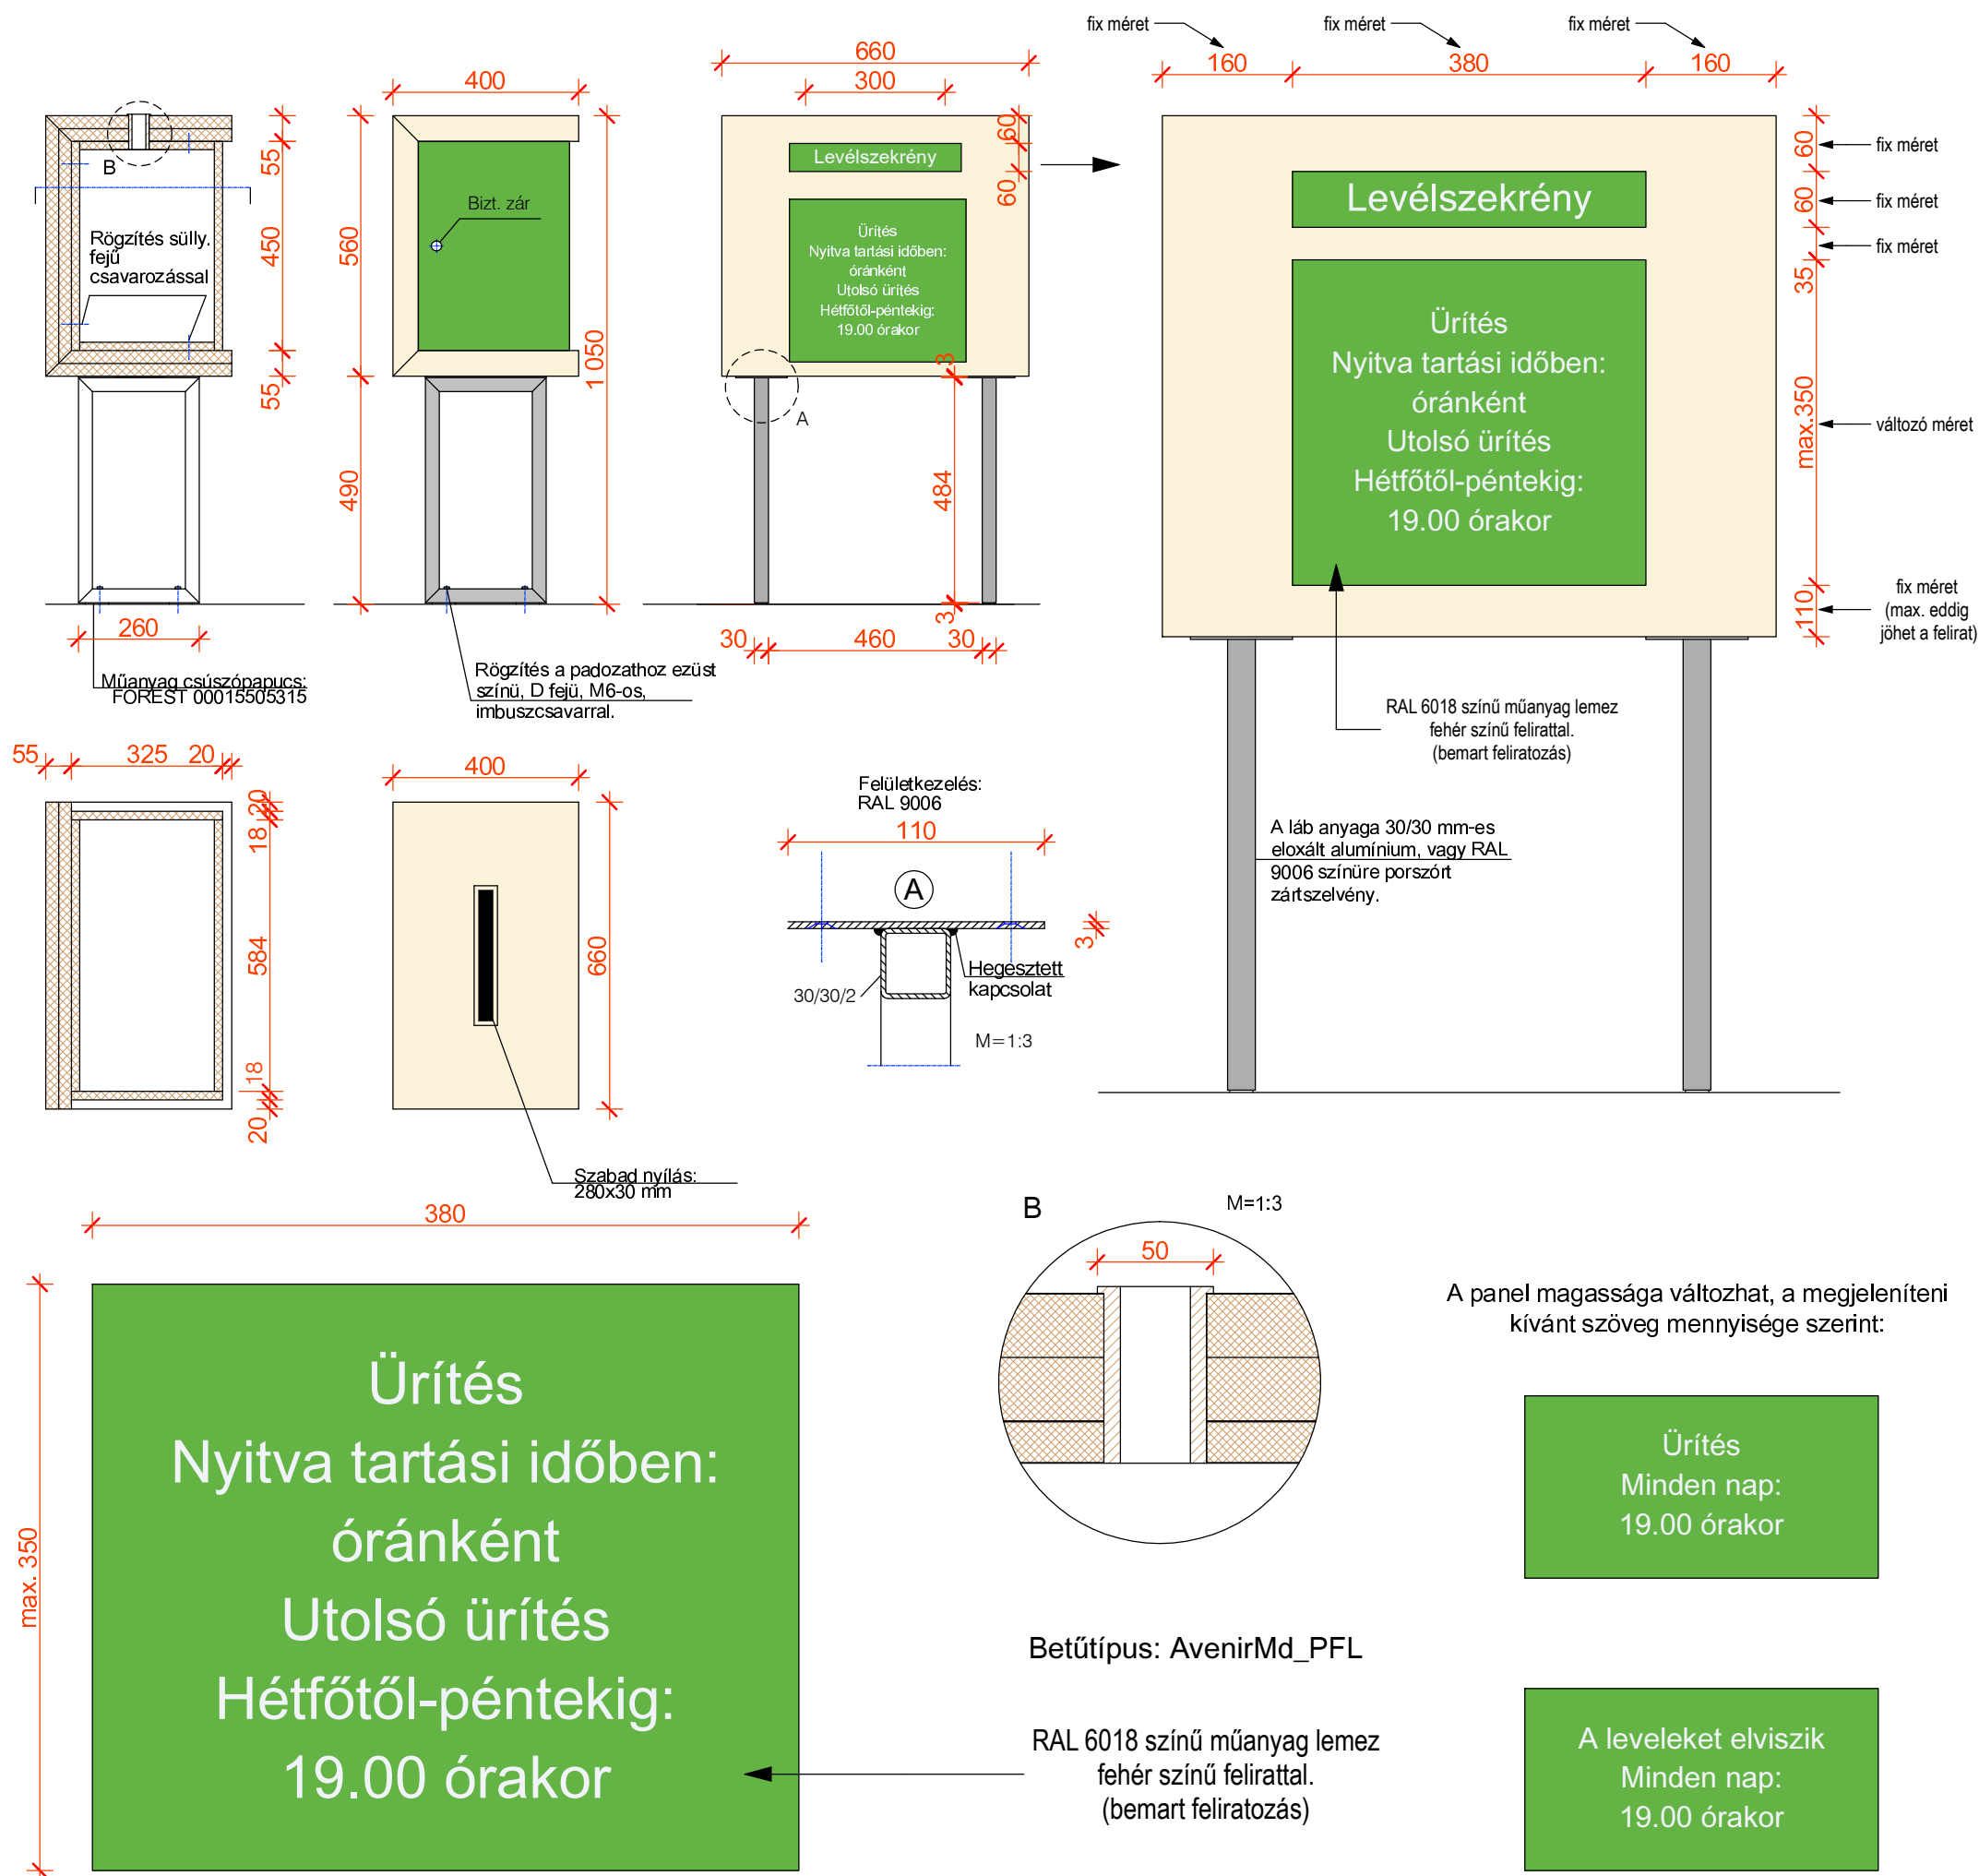 fix méret
fix méret
fix méret
160
380
160
400
660
300
60
60
55
450
55
B
Rögzítés sülly.
fejű
csavarozással
560
490
1 050
Bizt. zár
Levélszekrény
Ürítés
Nyitva tartási időben:
óránként
Utolsó ürítés
Hétfőtől-péntekig:
19.00 órakor
3
A
484
3
30
460
30
260
Műanyag csúszópapucs:
FOREST 00015505315
Rögzítés a padozathoz ezüst
színü, D fejü, M6-os,
imbuszcsavarral.
Levélszekrény
Ürítés
Nyitva tartási időben:
óránként
Utolsó ürítés
Hétfőtől-péntekig:
19.00 órakor
60
fix méret
60
fix méret
35
fix méret
max.350
változó méret
110
fix méret
(max. eddig
jöhet a felirat)
RAL 6018 színű műanyag lemez
fehér színű felirattal.
(bemart feliratozás)
A láb anyaga 30/30 mm-es
eloxált alumínium, vagy RAL
9006 színüre porszórt
zártszelvény.
55
325
20
20
18
584
18
20
400
660
Szabad nyílás:
280x30 mm
Felületkezelés:
RAL 9006
110
A
3
Hegesztett
kapcsolat
30/30/2
M=1:3
380
max. 350
Ürítés
Nyitva tartási időben:
óránként
Utolsó ürítés
Hétfőtől-péntekig:
19.00 órakor
B
M=1:3
50
Betűtípus: AvenirMd_PFL
RAL 6018 színű műanyag lemez
fehér színű felirattal.
(bemart feliratozás)
A panel magassága változhat, a megjeleníteni
kívánt szöveg mennyisége szerint:
Ürítés
Minden nap:
19.00 órakor
A leveleket elviszik
Minden nap:
19.00 órakor